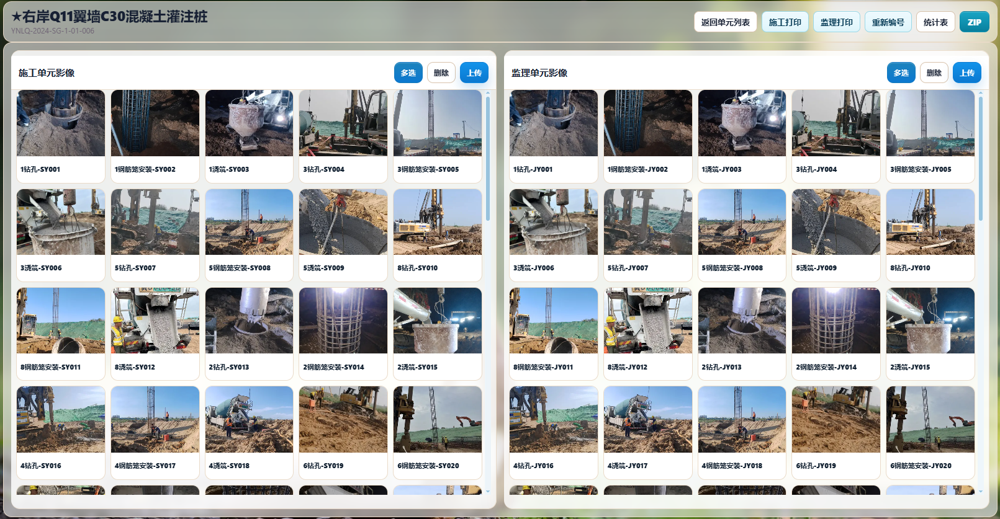 ★右岸Q11翼墙C30混凝土灌注桩
YNLQ-2024-SG-1-01-006
返回单元列表 施工打印 监理打印 重新编号 统计表 ZIP
施工单元影像 多选 删除 上传
1钻孔-SY001 1钢筋笼安装-SY002 1浇筑-SY003 3钻孔-SY004 3钢筋笼安装-SY005
3浇筑-SY006 5钻孔-SY007 5钢筋笼安装-SY008 5浇筑-SY009 8钻孔-SY010
8钢筋笼安装-SY011 8浇筑-SY012 2钻孔-SY013 2钢筋笼安装-SY014 2浇筑-SY015
4钻孔-SY016 4钢筋笼安装-SY017 4浇筑-SY018 6钻孔-SY019 6钢筋笼安装-SY020
监理单元影像 多选 删除 上传
1钻孔-JY001 1钢筋笼安装-JY002 1浇筑-JY003 3钻孔-JY004 3钢筋笼安装-JY005
3浇筑-JY006 5钻孔-JY007 5钢筋笼安装-JY008 5浇筑-JY009 8钻孔-JY010
8钢筋笼安装-JY011 8浇筑-JY012 2钻孔-JY013 2钢筋笼安装-JY014 2浇筑-JY015
4钻孔-JY016 4浇筑-JY017 4钢筋笼安装-JY018 6钻孔-JY019 6钢筋笼安装-JY020